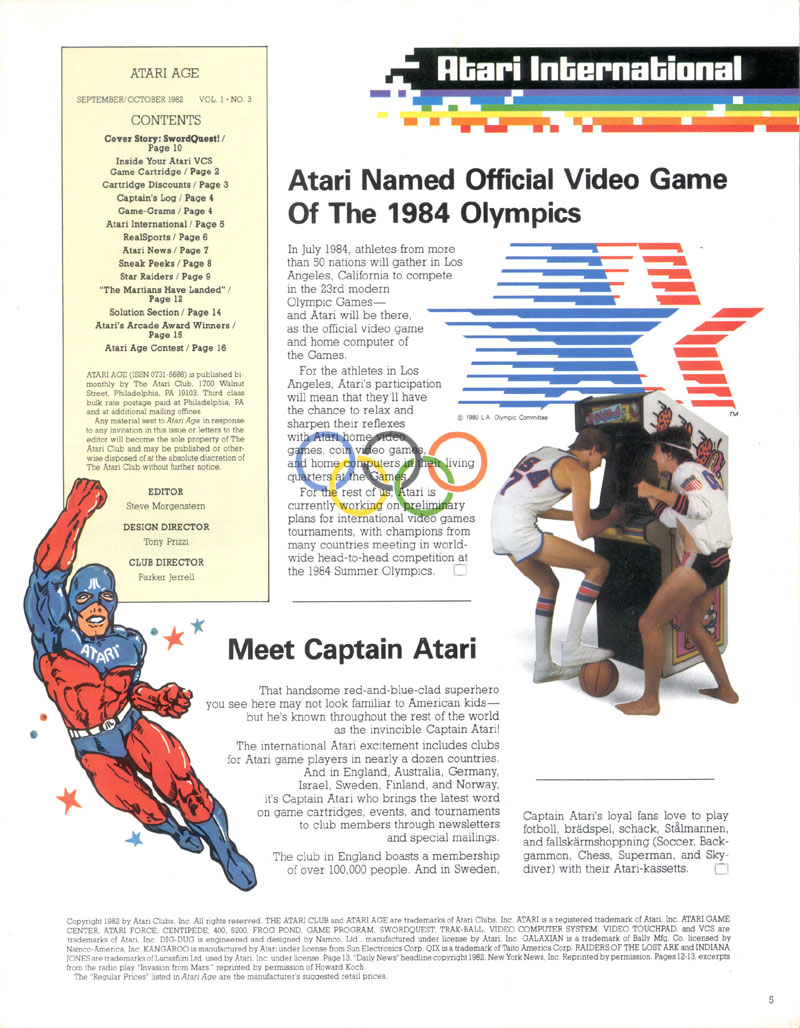 ATARI AGE
SEPTEMBER/OCTOBER 1982 VOL. 1 • NO. 3
CONTENTS
Cover Story: SwordQuest! /
Page 10
Inside Your Atari VCS
Game Cartridge / Page 2
Cartridge Discounts / Page 3
Captain's Log / Page 4
Game-Grams / Page 4
Atari International / Page 5
RealSports / Page 6
Atari News / Page 7
Sneak Peeks / Page 8
Star Raiders / Page 9
"The Martians Have Landed" /
Page 12
Solution Section / Page 14
Atari's Arcade Award Winners /
Page 15
Atari Age Contest / Page 16
ATARI AGE (ISSN 0731-5686) is published bi-
monthly by The Atari Club, 1700 Walnut
Street, Philadelphia, PA 19103. Third class
bulk rate postage paid at Philadelphia, PA
and at additional mailing offices.
Any material sent to Atari Age in response
to any invitation in this issue or letters to the
editor will become the sole property of The
Atari Club and may be published or other-
wise disposed of at the absolute discretion of
The Atari Club without further notice.
EDITOR
Steve Morgenstern
DESIGN DIRECTOR
Tony Prizzi
CLUB DIRECTOR
Parker Jerrell
Atari International
Atari Named Official Video Game
Of The 1984 Olympics
In July 1984, athletes from more
than 50 nations will gather in Los
Angeles, California to compete
in the 23rd modern
Olympic Games—
and Atari will be there,
as the official video game
and home computer of
the Games.
For the athletes in Los
Angeles, Atari's participation
will mean that they'll have
the chance to relax and
sharpen their reflexes
with Atari home video
games, coin video games,
and home computers in their living
quarters at the Games.
For the rest of us, Atari is
currently working on preliminary
plans for international video games
tournaments, with champions from
many countries meeting in world-
wide head-to-head competition at
the 1984 Summer Olympics.
© 1980 L.A. Olympic Committee
TM
USA
7
ATARI
Meet Captain Atari
That handsome red-and-blue-clad superhero
you see here may not look familiar to American kids—
but he's known throughout the rest of the world
as the invincible Captain Atari!
The international Atari excitement includes clubs
for Atari game players in nearly a dozen countries.
And in England, Australia, Germany,
Israel, Sweden, Finland, and Norway,
it's Captain Atari who brings the latest word
on game cartridges, events, and tournaments
to club members through newsletters
and special mailings.
The club in England boasts a membership
of over 100,000 people. And in Sweden,
Captain Atari's loyal fans love to play
fotboll, brädspel, schack, Stålmannen,
and fallskärmshoppning (Soccer, Back-
gammon, Chess, Superman, and Sky-
diver) with their Atari-kassetts.
Copyright 1982 by Atari Clubs, Inc. All rights reserved. THE ATARI CLUB and ATARI AGE are trademarks of Atari Clubs, Inc. ATARI is a registered trademark of Atari, Inc. ATARI GAME
CENTER, ATARI FORCE, CENTIPEDE, 400, 5200, FROG POND, GAME PROGRAM, SWORDQUEST, TRAK-BALL, VIDEO COMPUTER SYSTEM, VIDEO TOUCHPAD, and VCS are
trademarks of Atari, Inc. DIG-DUG is engineered and designed by Namco, Ltd., manufactured under license by Atari, Inc. GALAXIAN is a trademark of Bally Mfg. Co. licensed by
Namco-America, Inc. KANGAROO is manufactured by Atari under license from Sun Electronics Corp. QIX is a trademark of Taito America Corp. RAIDERS OF THE LOST ARK and INDIANA
JONES are trademarks of Lucasfilm Ltd. used by Atari, Inc. under license. Page 13, "Daily News" headline copyright 1982, New York News, Inc. Reprinted by permission. Pages 12-13, excerpts
from the radio play "Invasion from Mars," reprinted by permission of Howard Koch.
The "Regular Prices" listed in Atari Age are the manufacturer's suggested retail prices.
5